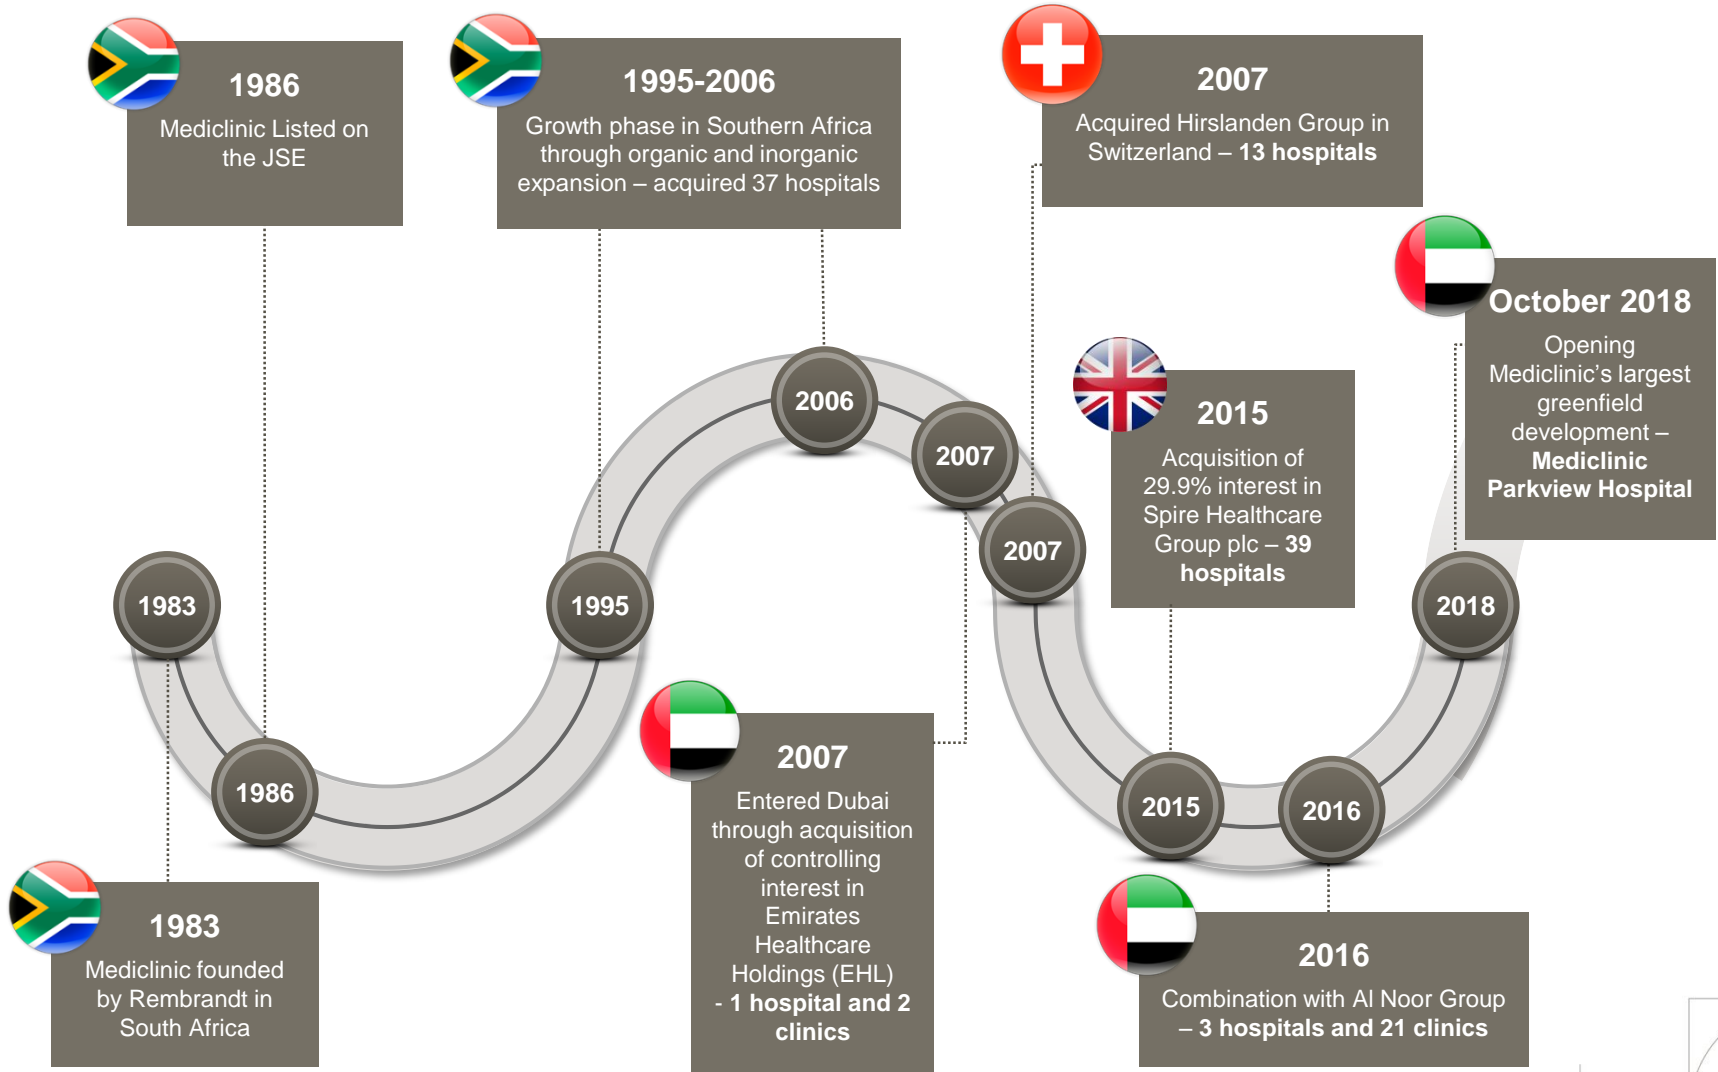 1986
Mediclinic Listed on
the JSE
1995-2006
Growth phase in Southern Africa
through organic and inorganic
expansion – acquired 37 hospitals
2007
Acquired Hirslanden Group in
Switzerland – 13 hospitals
October 2018
Opening
Mediclinic’s largest
greenfield
development –
Mediclinic
Parkview Hospital
2015
Acquisition of
29.9% interest in
Spire Healthcare
Group plc – 39
hospitals
1983
1986
1995
2006
2007
2007
2015
2016
2018
1983
Mediclinic founded
by Rembrandt in
South Africa
2007
Entered Dubai
through acquisition
of controlling
interest in
Emirates
Healthcare
Holdings (EHL)
- 1 hospital and 2
clinics
2016
Combination with Al Noor Group
– 3 hospitals and 21 clinics